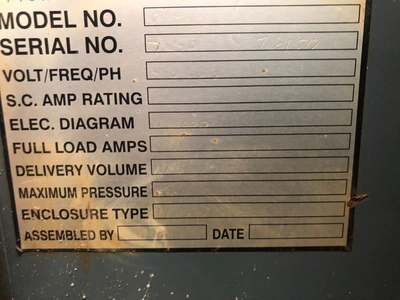 MODEL NO.
SERIAL NO.
VOLT/FREQ/PH
S.C. AMP RATING
ELEC. DIAGRAM
FULL LOAD AMPS
DELIVERY VOLUME
MAXIMUM PRESSURE
ENCLOSURE TYPE
ASSEMBLED BY DATE